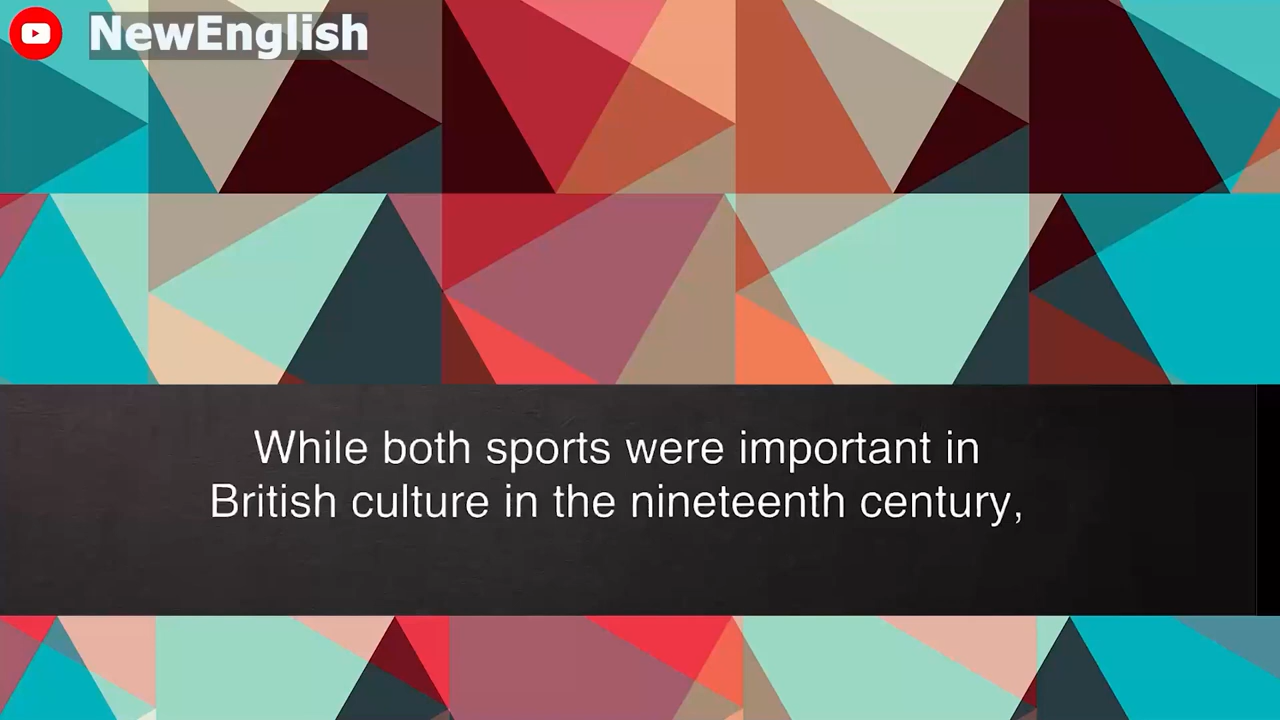 NewEnglish
While both sports were important in
British culture in the nineteenth century,